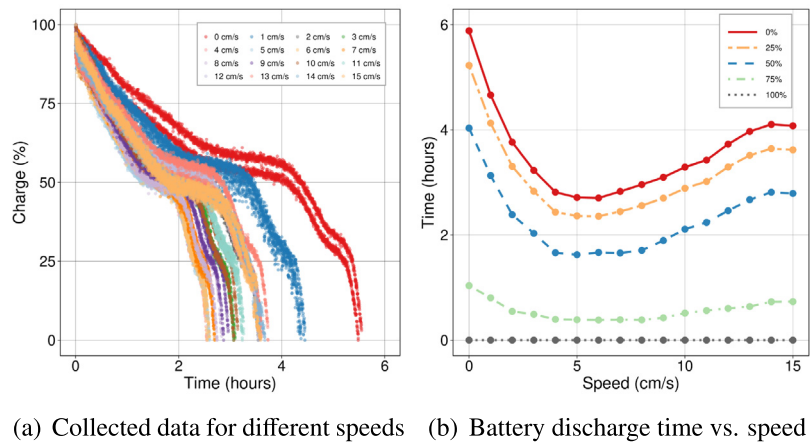 (a)
Charge (%)
100
75
50
25
0
0 cm/s 1 cm/s 2 cm/s 3 cm/s
4 cm/s 5 cm/s 6 cm/s 7 cm/s
8 cm/s 9 cm/s 10 cm/s 11 cm/s
12 cm/s 13 cm/s 14 cm/s 15 cm/s
0 2 4 6
Time (hours)
(b)
Time (hours)
6
4
2
0
0%
25%
50%
75%
100%
0 5 10 15
Speed (cm/s)
(a) Collected data for different speeds (b) Battery discharge time vs. speed